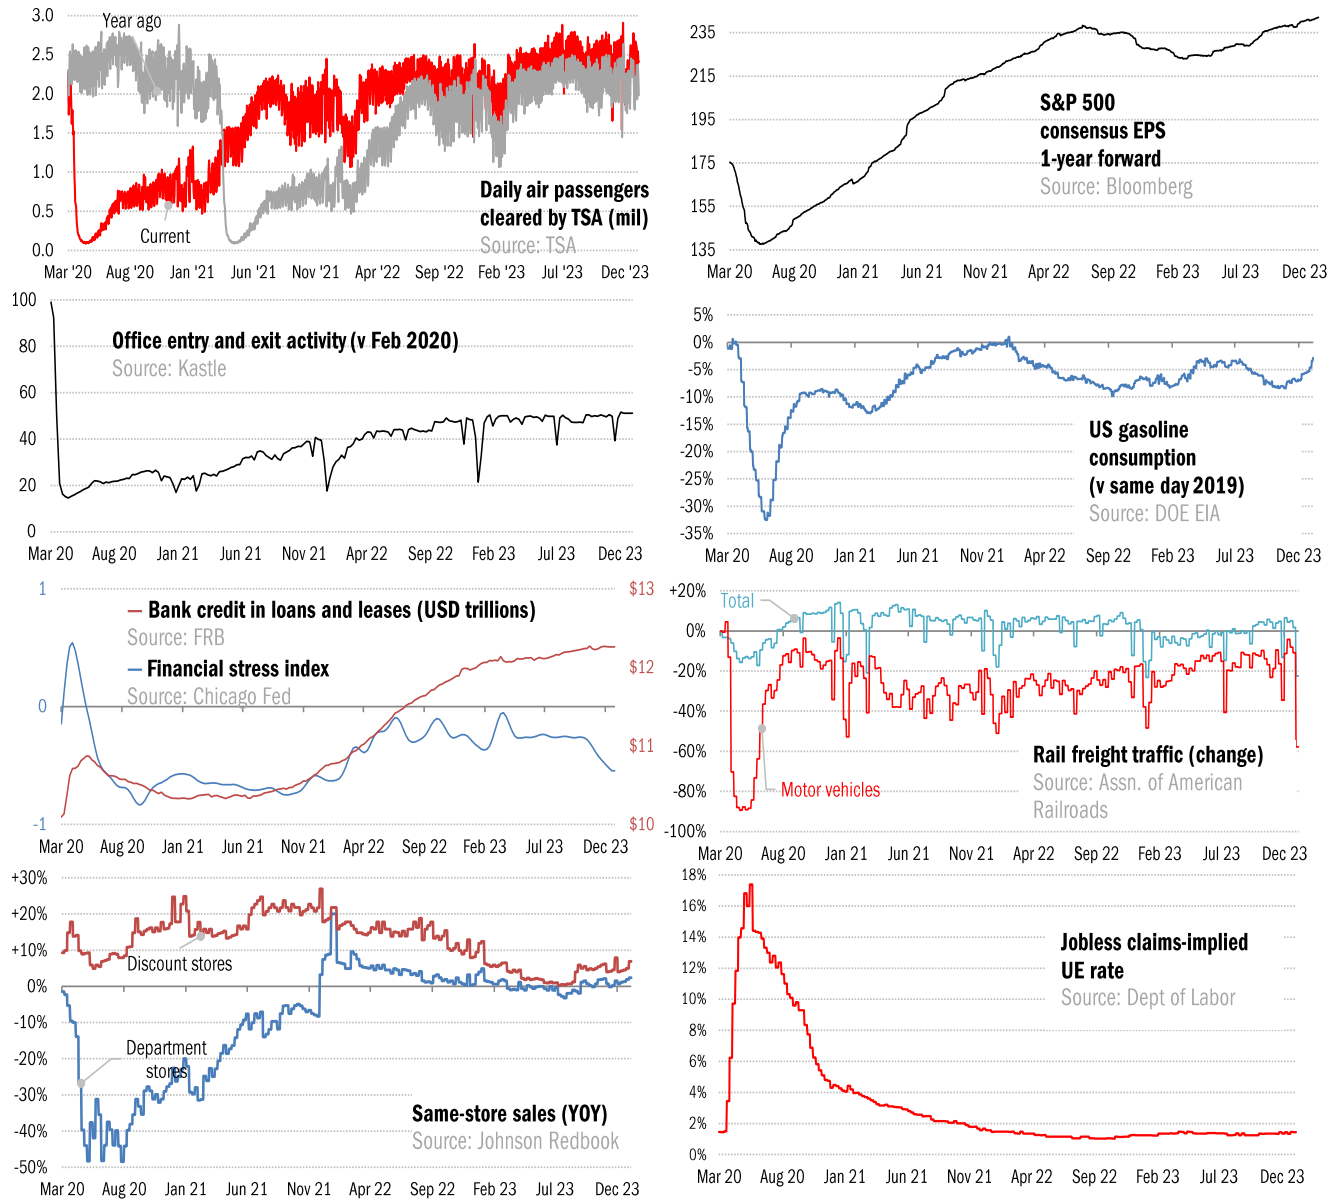 3.0
2.5
2.0
1.5
1.0
0.5
0.0
Year ago
Current
Daily air passengers
cleared by TSA (mil)
Source: TSA
Mar '20 Aug '20 Jan '21 Jun '21 Nov '21 Apr '22 Sep '22 Feb '23 Jul '23 Dec '23
235
215
195
175
155
135
S&P 500
consensus EPS
1-year forward
Source: Bloomberg
Mar 20 Aug 20 Jan 21 Jun 21 Nov 21 Apr 22 Sep 22 Feb 23 Jul 23 Dec 23
100
80
60
40
20
0
Office entry and exit activity (v Feb 2020)
Source: Kastle
Mar 20 Aug 20 Jan 21 Jun 21 Nov 21 Apr 22 Sep 22 Feb 23 Jul 23 Dec 23
5%
0%
-5%
-10%
-15%
-20%
-25%
-30%
-35%
US gasoline
consumption
(v same day 2019)
Source: DOE EIA
Mar 20 Aug 20 Jan 21 Jun 21 Nov 21 Apr 22 Sep 22 Feb 23 Jul 23 Dec 23
1
0
-1
Bank credit in loans and leases (USD trillions)
Source: FRB
Financial stress index
Source: Chicago Fed
$13
$12
$11
$10
Mar 20 Aug 20 Jan 21 Jun 21 Nov 21 Apr 22 Sep 22 Feb 23 Jul 23 Dec 23
+20%
0%
-20%
-40%
-60%
-80%
-100%
Total
Motor vehicles
Rail freight traffic (change)
Source: Assn. of American
Railroads
Mar 20 Aug 20 Jan 21 Jun 21 Nov 21 Apr 22 Sep 22 Feb 23 Jul 23 Dec 23
+30%
+20%
+10%
0%
-10%
-20%
-30%
-40%
-50%
Discount stores
Department
stores
Same-store sales (YOY)
Source: Johnson Redbook
Mar 20 Aug 20 Jan 21 Jun 21 Nov 21 Apr 22 Sep 22 Feb 23 Jul 23 Dec 23
18%
16%
14%
12%
10%
8%
6%
4%
2%
0%
Jobless claims-implied
UE rate
Source: Dept of Labor
Mar 20 Aug 20 Jan 21 Jun 21 Nov 21 Apr 22 Sep 22 Feb 23 Jul 23 Dec 23